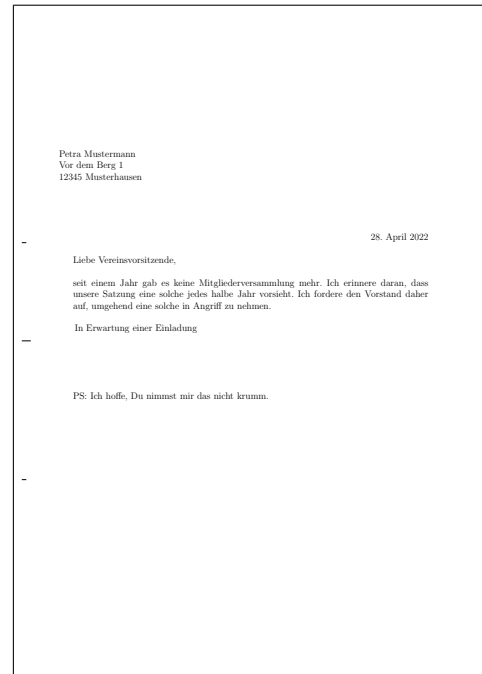 Petra Mustermann
Vor dem Berg 1
12345 Musterhausen
28. April 2022
Liebe Vereinsvorsitzende,
seit einem Jahr gab es keine Mitgliederversammlung mehr. Ich erinnere daran, dass
unsere Satzung eine solche jedes halbe Jahr vorsieht. Ich fordere den Vorstand daher
auf, umgehend eine solche in Angriff zu nehmen.
In Erwartung einer Einladung
PS: Ich hoffe, Du nimmst mir das nicht krumm.